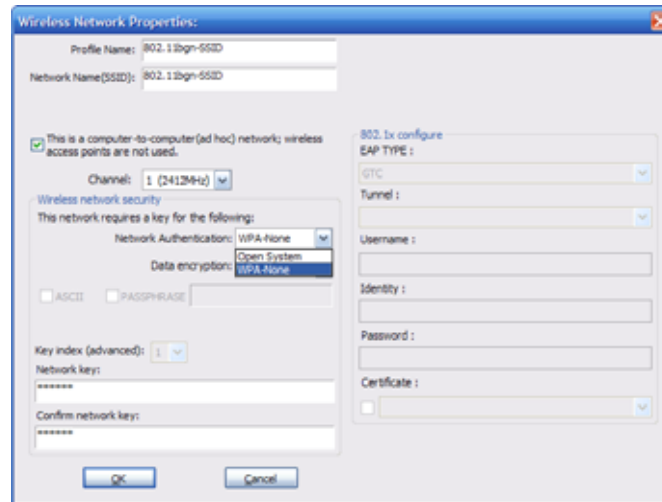 Wireless Network Properties:
Profile Name: 802.11bgn-SSID
Network Name(SSID): 802.11bgn-SSID
This is a computer-to-computer(ad hoc) network; wireless
access points are not used.
Channel: 1 (2412MHz)
Wireless network security
This network requires a key for the following:
Network Authentication: WPA-None
Open System
WPA-None
Data encryption:
ASCII PASSPHRASE
Key index (advanced): 1
Network key:
******
Confirm network key:
******
OK Cancel
802.1x configure
EAP TYPE :
GTC
Tunnel :
Username :
Identity :
Password :
Certificate :